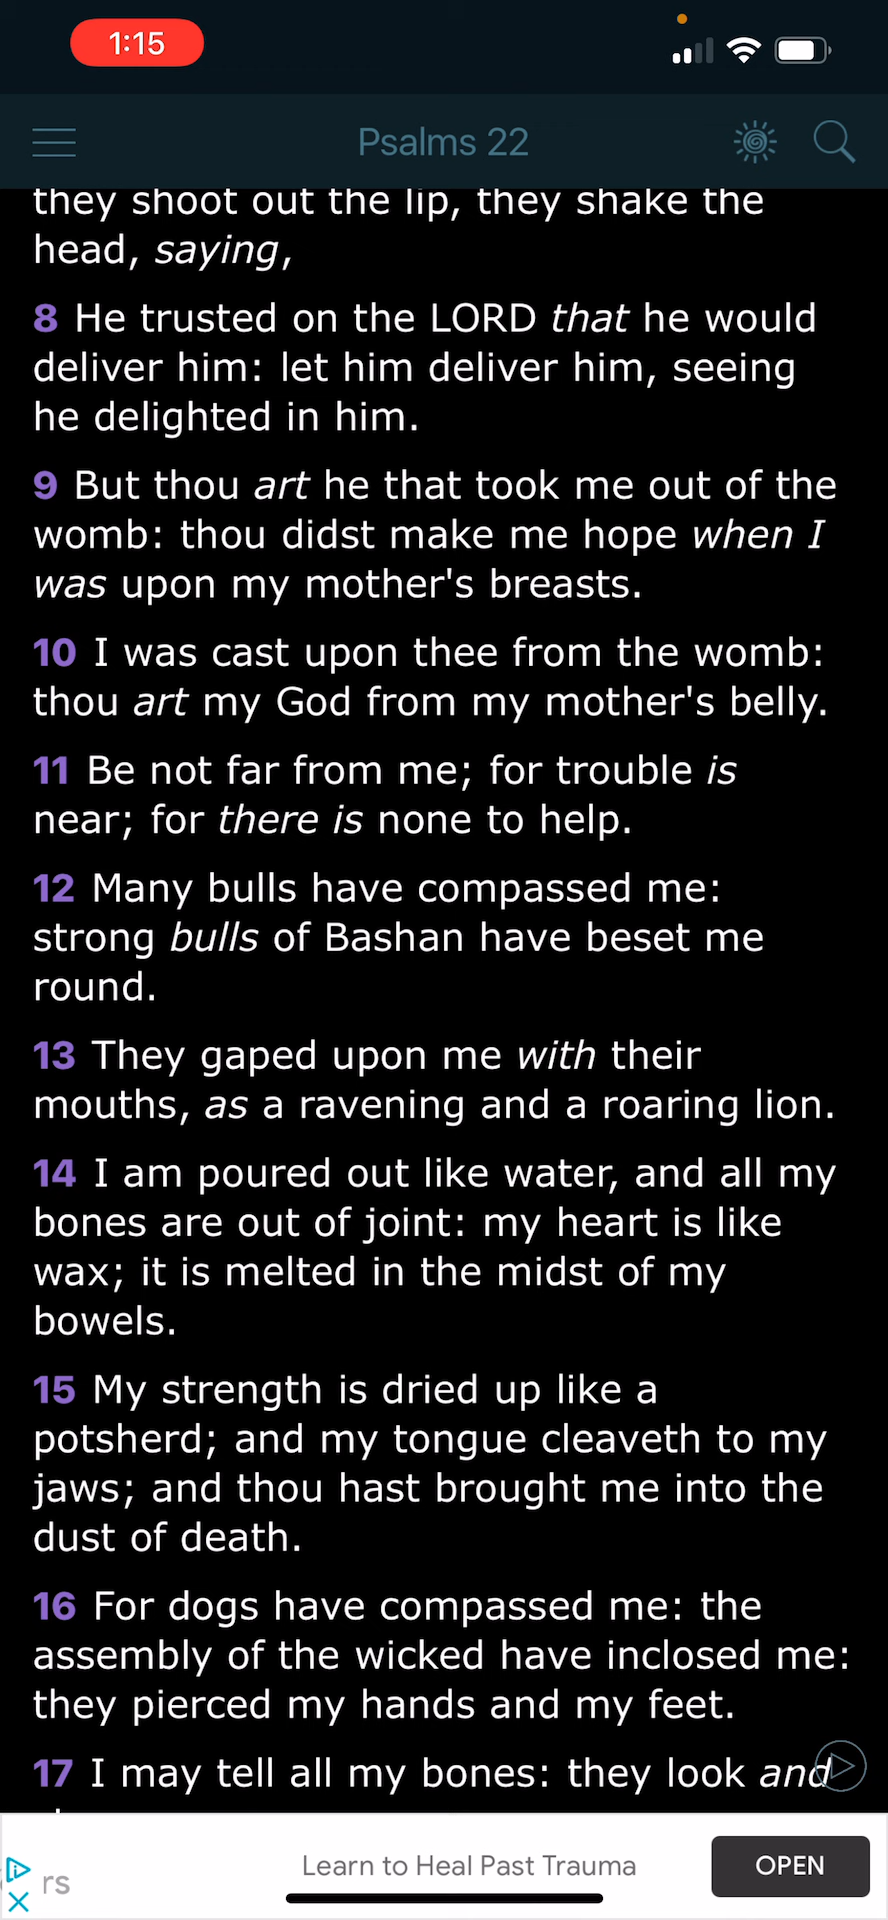 1:15
Psalms 22
they shoot out the lip, they shake the
head, saying,
8 He trusted on the LORD that he would
deliver him: let him deliver him, seeing
he delighted in him.
9 But thou art he that took me out of the
womb: thou didst make me hope when I
was upon my mother's breasts.
10 I was cast upon thee from the womb:
thou art my God from my mother's belly.
11 Be not far from me; for trouble is
near; for there is none to help.
12 Many bulls have compassed me:
strong bulls of Bashan have beset me
round.
13 They gaped upon me with their
mouths, as a ravening and a roaring lion.
14 I am poured out like water, and all my
bones are out of joint: my heart is like
wax; it is melted in the midst of my
bowels.
15 My strength is dried up like a
potsherd; and my tongue cleaveth to my
jaws; and thou hast brought me into the
dust of death.
16 For dogs have compassed me: the
assembly of the wicked have inclosed me:
they pierced my hands and my feet.
17 I may tell all my bones: they look and
rs
Learn to Heal Past Trauma
OPEN